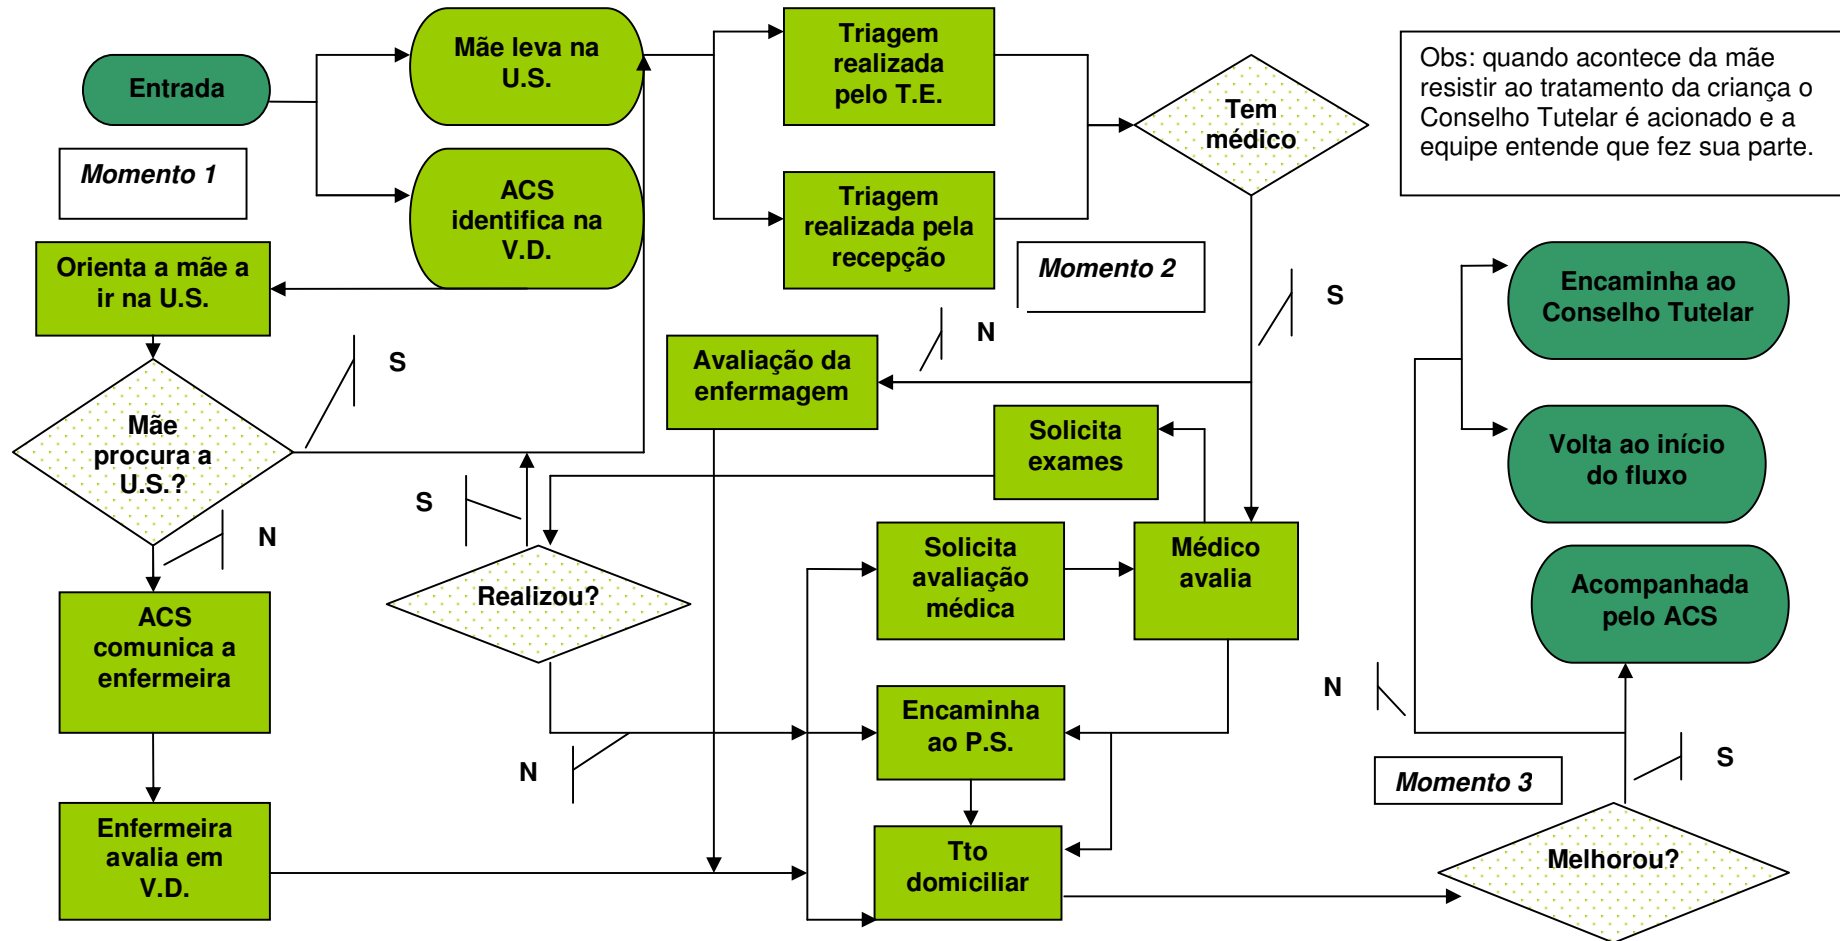 Entrada
Mãe leva na
U.S.
Triagem
realizada
pelo T.E.
Obs: quando acontece da mãe
resistir ao tratamento da criança o
Conselho Tutelar é acionado e a
equipe entende que fez sua parte.
Tem
médico
Momento 1
ACS
identifica na
V.D.
Triagem
realizada pela
recepção
Momento 2
Orienta a mãe a
ir na U.S.
Encaminha ao
Conselho Tutelar
S
N
S
Avaliação da
enfermagem
Mãe
procura a
U.S.?
Solicita
exames
Volta ao início
do fluxo
S
N
Solicita
avaliação
médica
Médico
avalia
Realizou?
Acompanhada
pelo ACS
ACS
comunica a
enfermeira
N
Encaminha
ao P.S.
N
S
Momento 3
Enfermeira
avalia em
V.D.
Tto
domiciliar
Melhorou?